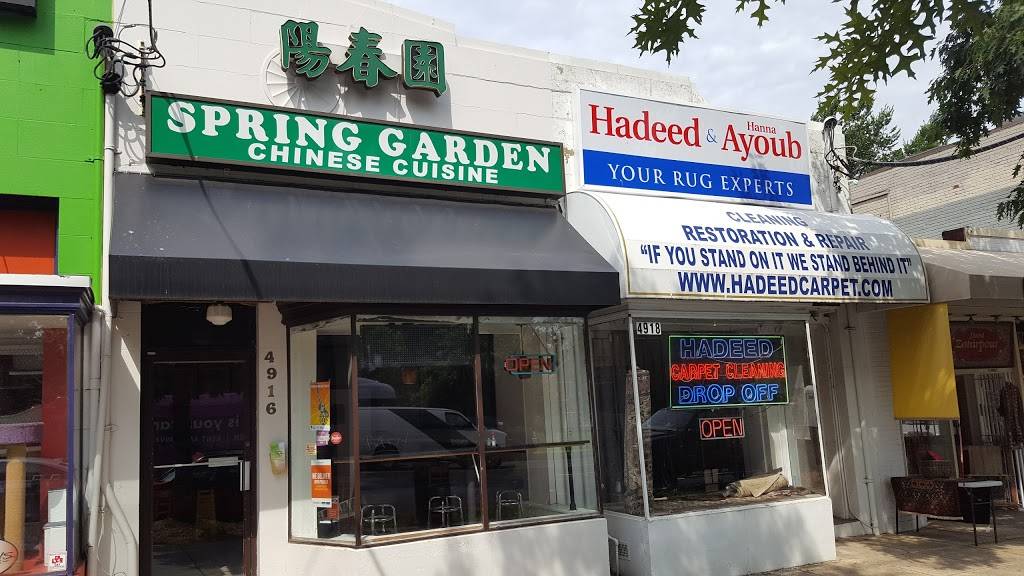 陽春園
SPRING GARDEN
CHINESE CUISINE
4916
OPEN
Hadeed & Hanna Ayoub
YOUR RUG EXPERTS
CLEANING
RESTORATION & REPAIR
"IF YOU STAND ON IT WE STAND BEHIND IT"
WWW.HADEEDCARPET.COM
4918
HADEED
CARPET CLEANING
DROP OFF
OPEN